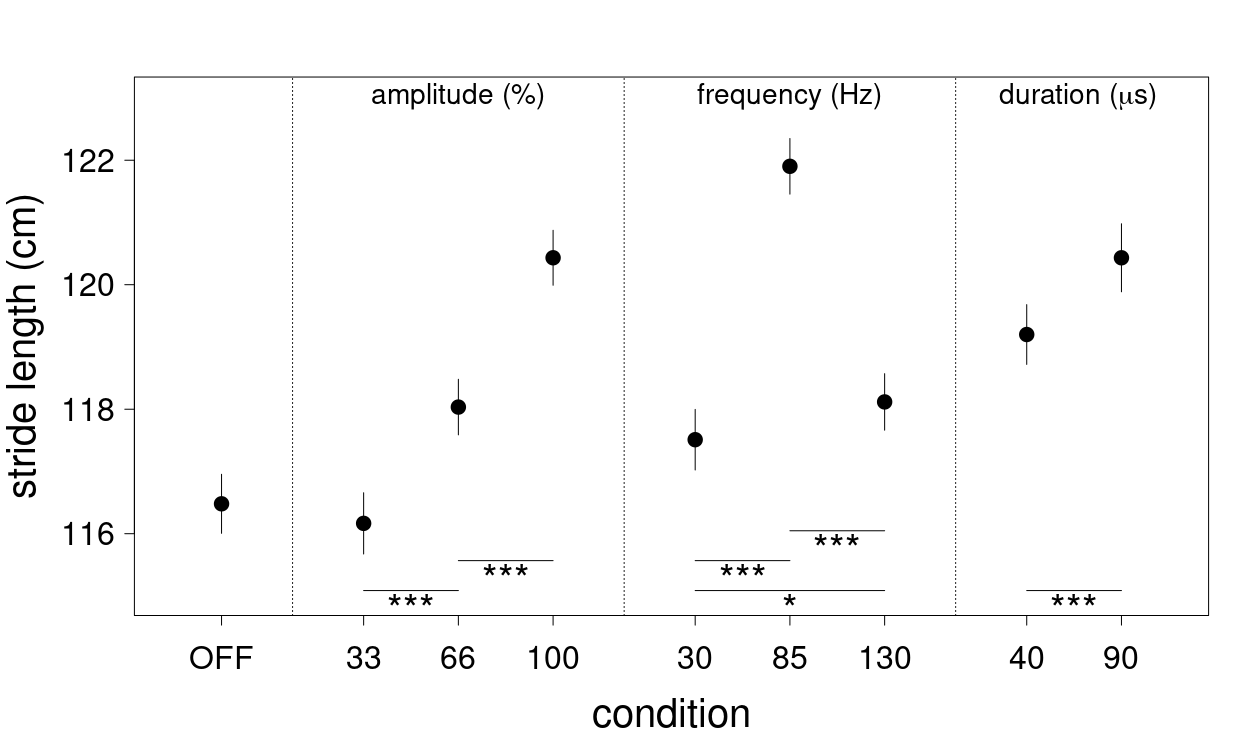 amplitude (%) frequency (Hz) duration (μs)
122
120
118
116
stride length (cm)
***
*** *** ***
*** * ***
OFF 33 66 100 30 85 130 40 90
condition